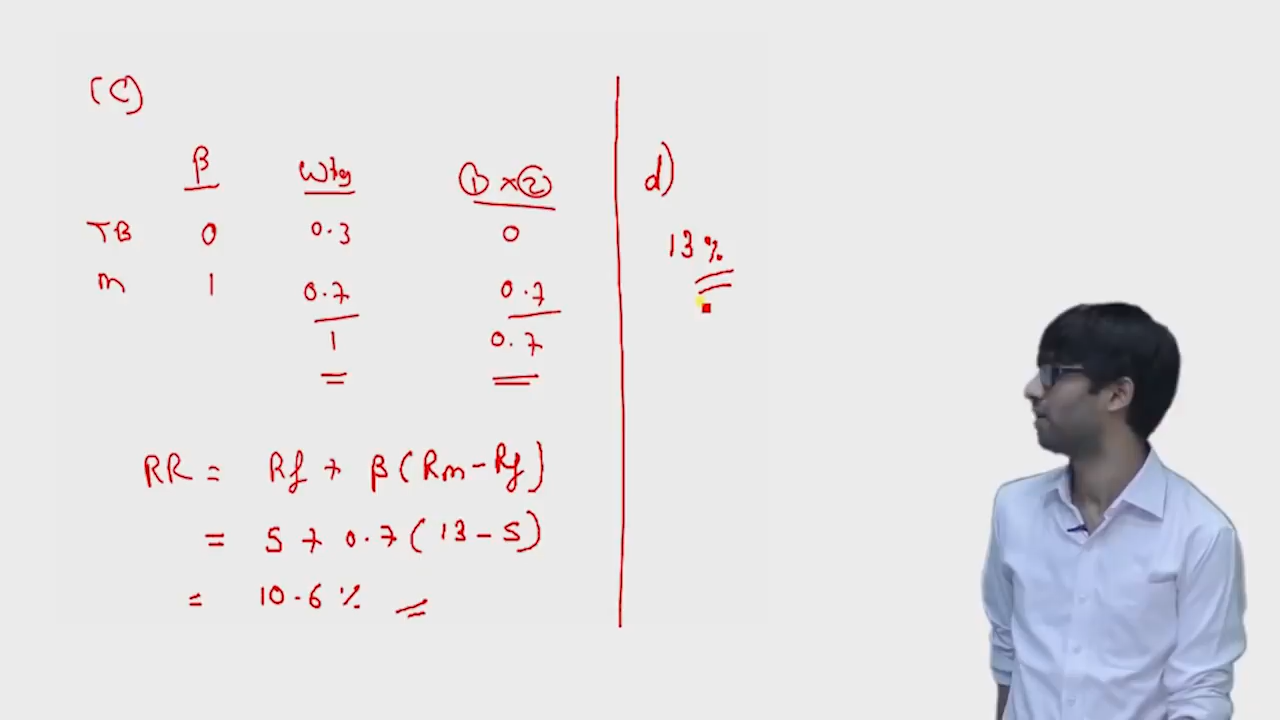 (C)
β Wtg ① × ②
TB 0 0.3 0
m 1 0.7 0.7
1 0.7
RR = Rf + β (Rm - Rf)
= 5 + 0.7 (13 - 5)
= 10.6 %
d)
13 %